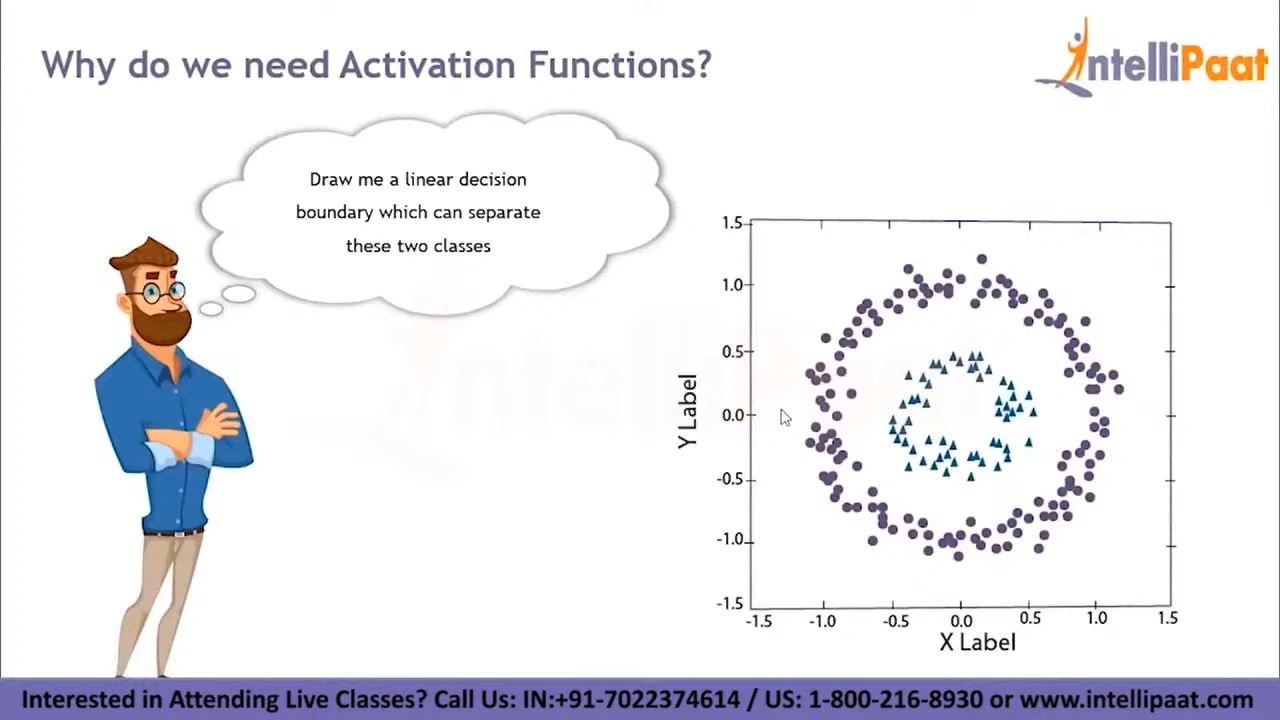 Why do we need Activation Functions?
IntelliPaat
Draw me a linear decision
boundary which can separate
these two classes
1.5
1.0
0.5
0.0
-0.5
-1.0
-1.5
Y Label
-1.5 -1.0 -0.5 0.0 0.5 1.0 1.5
X Label
Interested in Attending Live Classes? Call Us: IN:+91-7022374614 / US: 1-800-216-8930 or www.intellipaat.com